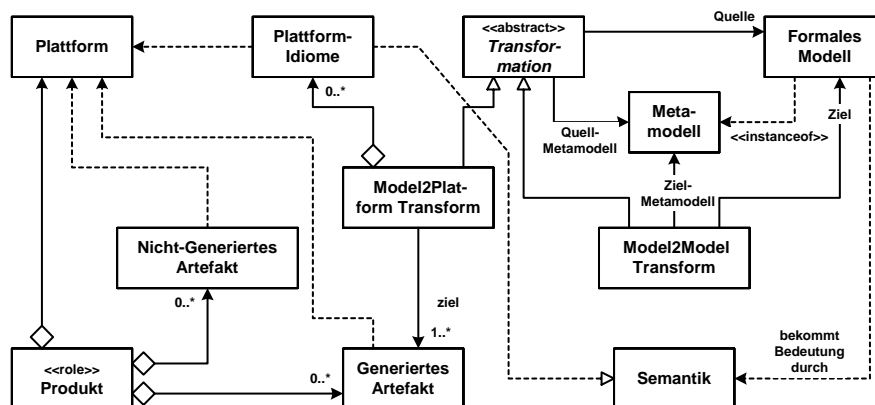 Plattform
Plattform-
Idiome
<<abstract>>
Transfor-
mation
Quelle
Formales
Modell
0..*
Meta-
modell
Quell-
Metamodell
<<instanceof>>
Ziel
Model2Plat-
form Transform
Ziel-
Metamodell
Nicht-Generiertes
Artefakt
Model2Model
Transform
0..*
ziel
1..*
<<role>>
Produkt
0..*
Generiertes
Artefakt
Semantik
bekommt
Bedeutung
durch